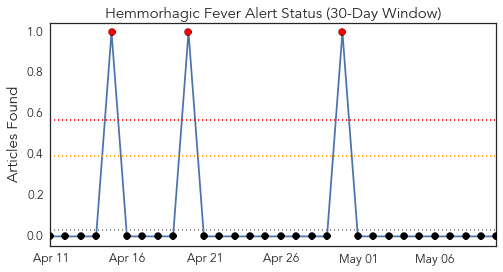 Hemmorhagic Fever Alert Status (30-Day Window)
1.0
0.8
0.6
0.4
0.2
0.0
Articles Found
Apr 11
Apr 16
Apr 21
Apr 26
May 01
May 06